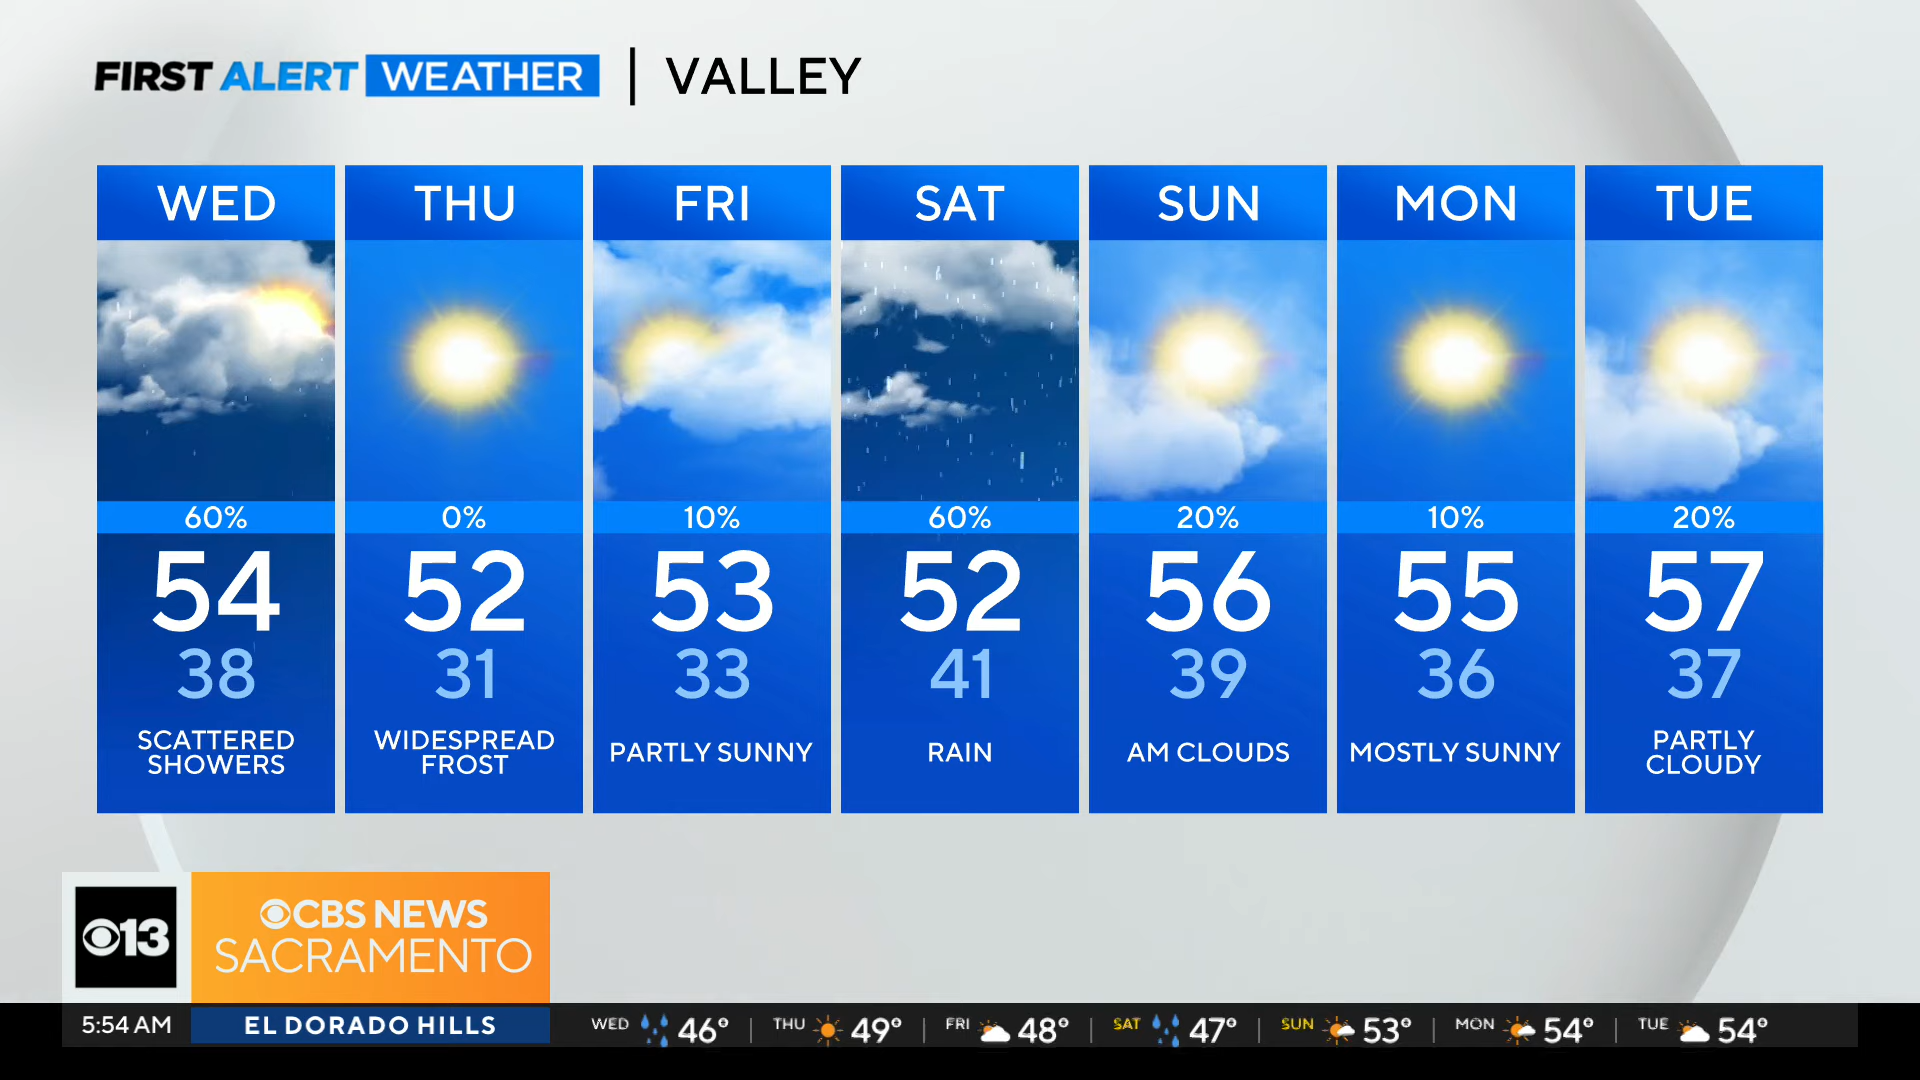 FIRST ALERT WEATHER | VALLEY
WED
60%
54
38
SCATTERED
SHOWERS
THU
0%
52
31
WIDESPREAD
FROST
FRI
10%
53
33
PARTLY SUNNY
SAT
60%
52
41
RAIN
SUN
20%
56
39
AM CLOUDS
MON
10%
55
36
MOSTLY SUNNY
TUE
20%
57
37
PARTLY
CLOUDY
13
CBS NEWS
SACRAMENTO
5:54 AM
EL DORADO HILLS
WED 46° | THU 49° | FRI 48° | SAT 47° | SUN 53° | MON 54° | TUE 54°